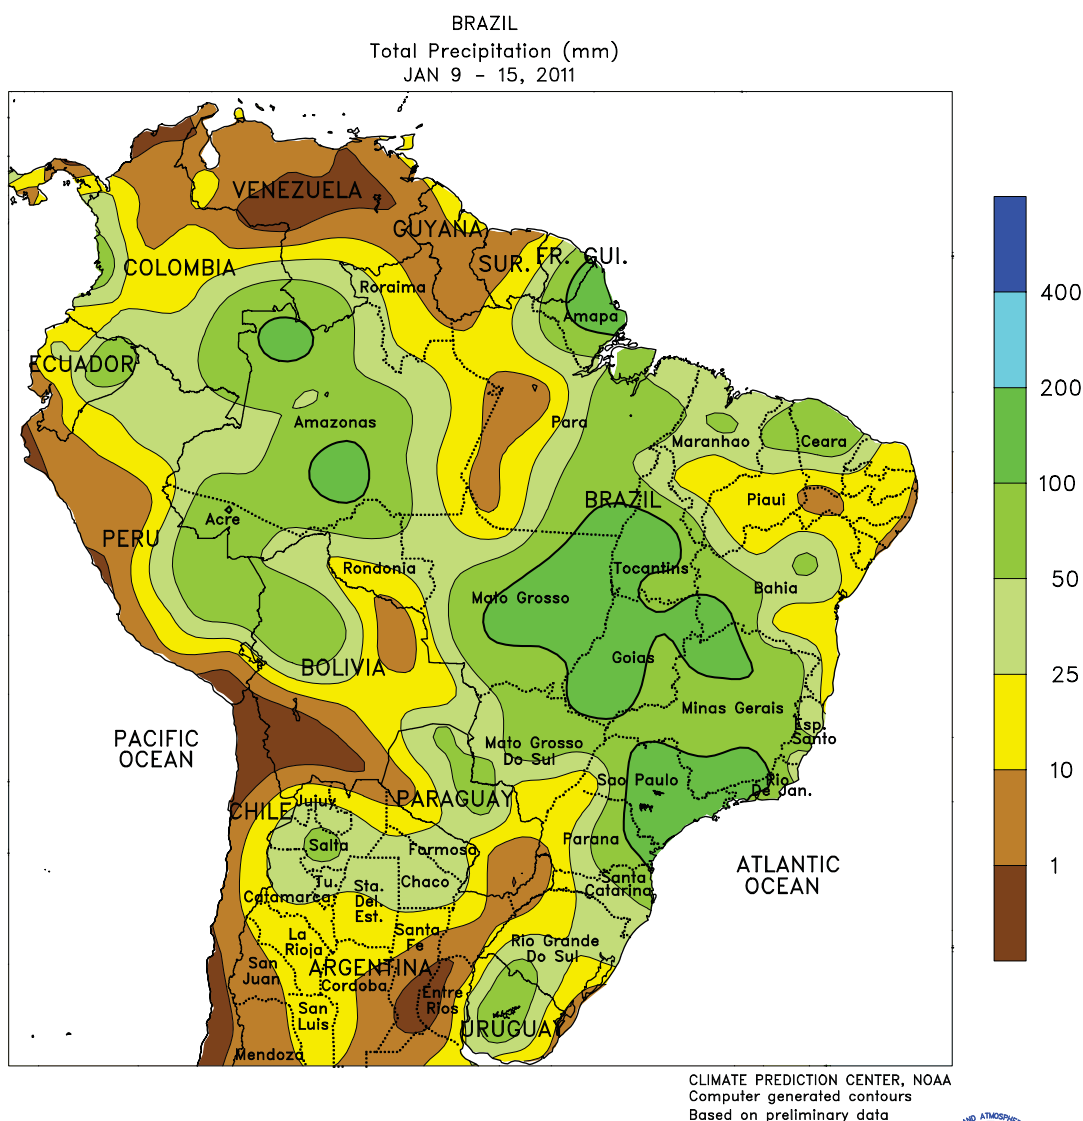 BRAZIL
Total Precipitation (mm)
JAN 9 - 15, 2011
VENEZUELA
GUYANA
SUR.
FR. GUI.
COLOMBIA
Roraima
Amapa
400
ECUADOR
200
Amazonas
Para
Maranhao
Ceara
100
BRAZIL
Piaui
Acre
PERU
Rondonia
Tocantins
50
Mato Grosso
Bahia
BOLIVIA
Goias
25
Minas Gerais
Esp.
Santo
PACIFIC
OCEAN
Mato Grosso
Do Sul
10
Sao Paulo
Rio
De Jan.
CHILE
Jujuy
PARAGUAY
Salta
Formosa
Parana
ATLANTIC
OCEAN
1
Tu.
Catamarca
Sta.
Del
Est.
Chaco
Santa
Catarina
La
Rioja
Santa
Fe
Rio Grande
Do Sul
San
Juan
ARGENTINA
Cordoba
Entre
Rios
San
Luis
URUGUAY
Mendoza
CLIMATE PREDICTION CENTER, NOAA
Computer generated contours
Based on preliminary data
AND ATMOSPHE